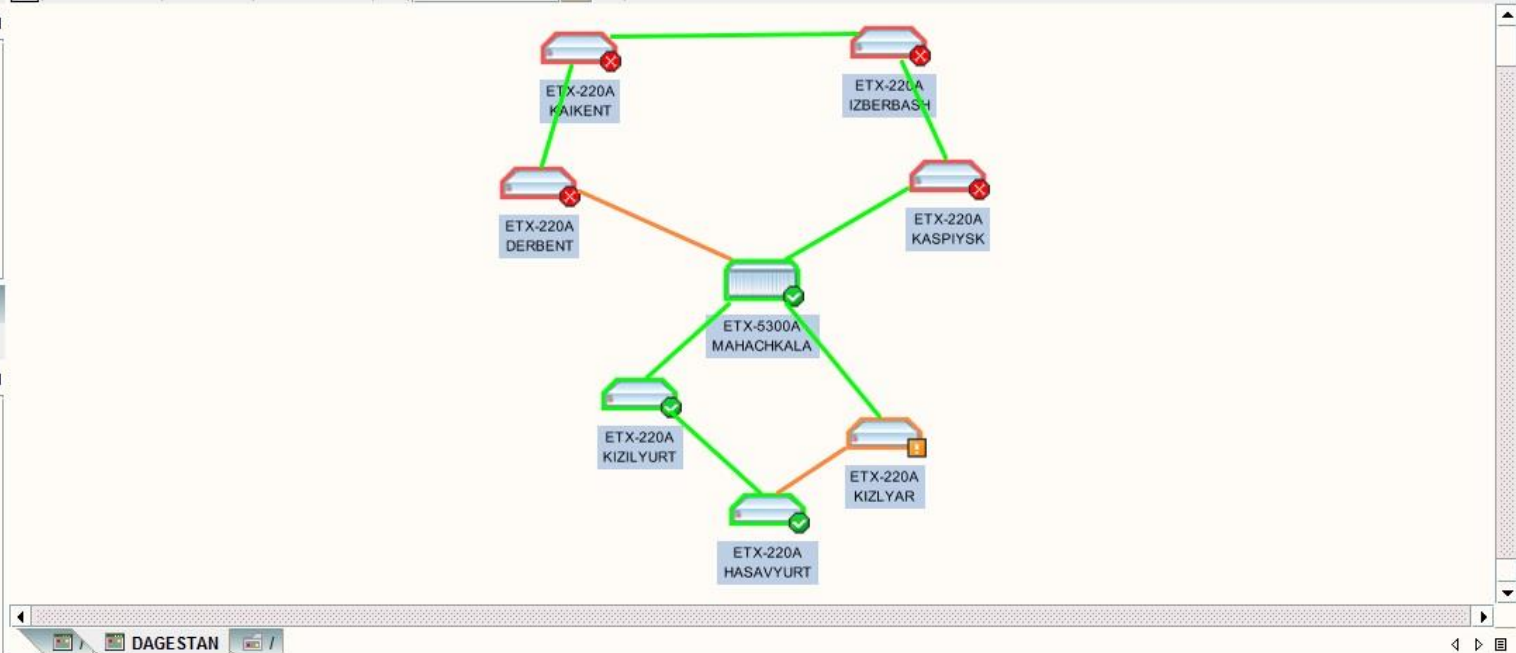 ETX-220A
KAIKENT
ETX-220A
IZBERBASH
ETX-220A
DERBENT
ETX-220A
KASPIYSK
ETX-5300A
MAHACHKALA
ETX-220A
KIZILYURT
ETX-220A
KIZLYAR
ETX-220A
HASAVYURT
/ DAGESTAN /